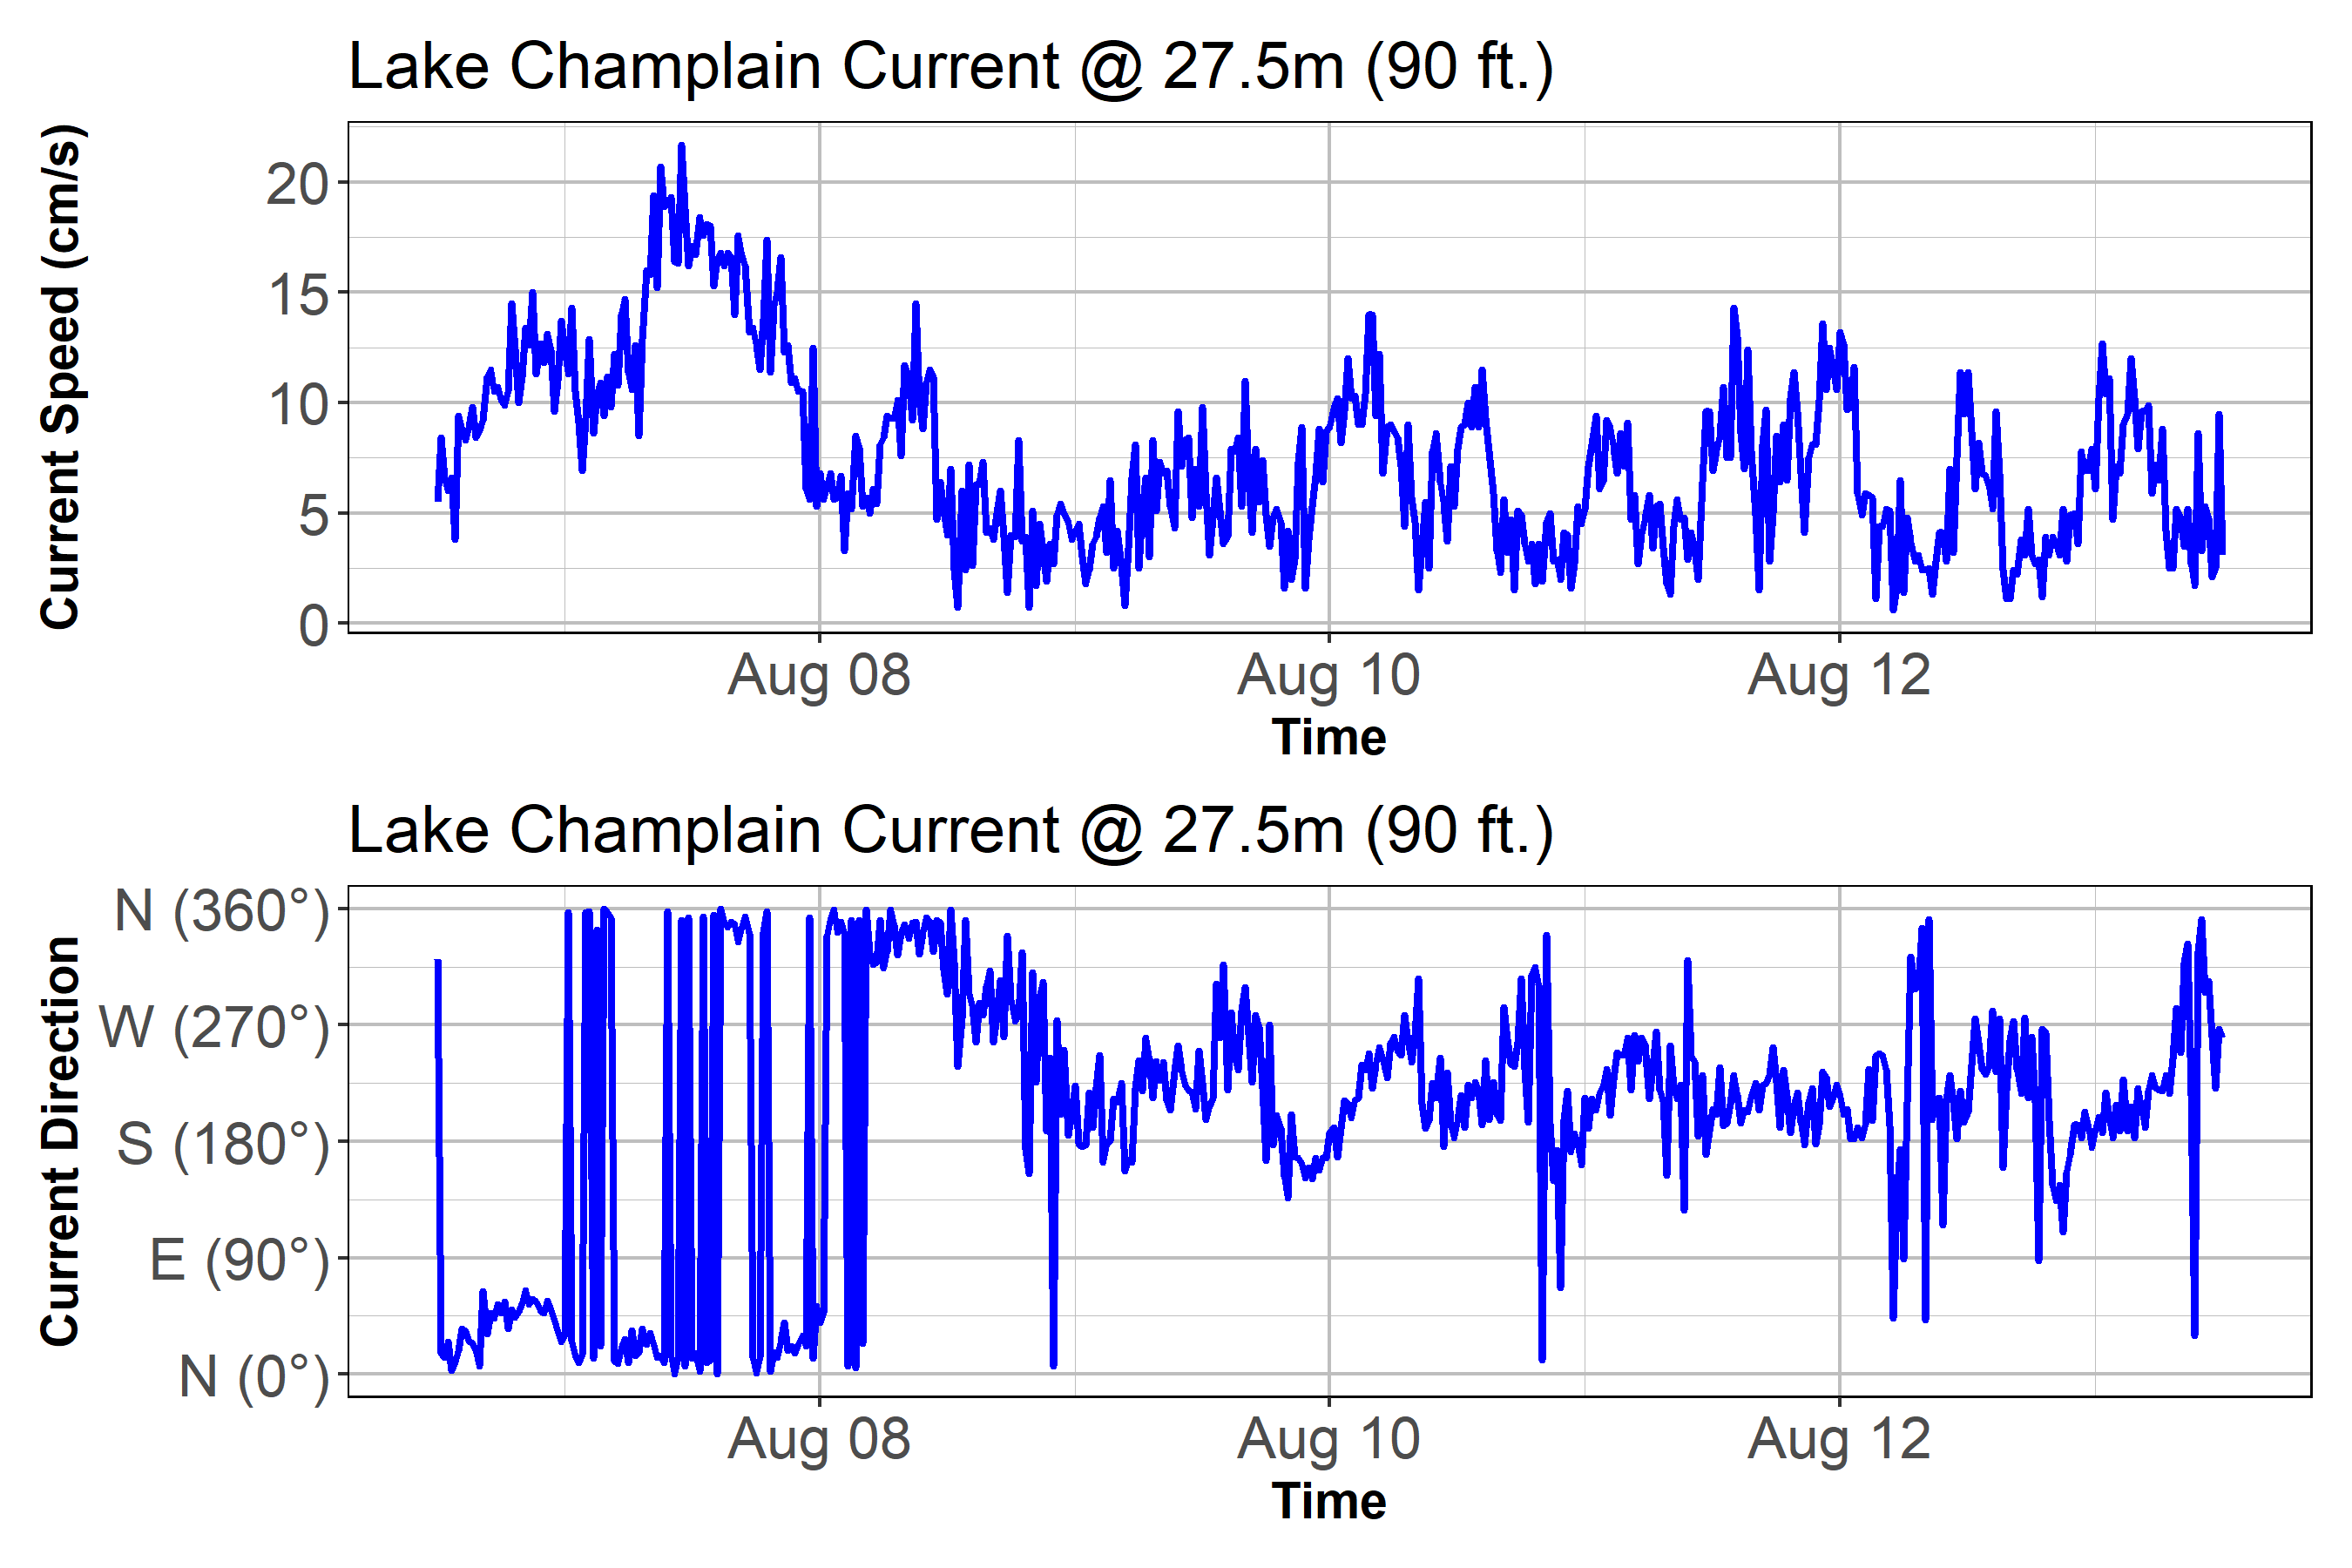 Lake Champlain Current @ 27.5m (90 ft.)
Current Speed (cm/s)
20
15
10
5
0
Aug 08 Aug 10 Aug 12
Time
Lake Champlain Current @ 27.5m (90 ft.)
Current Direction
N (360°)
W (270°)
S (180°)
E (90°)
N (0°)
Aug 08 Aug 10 Aug 12
Time